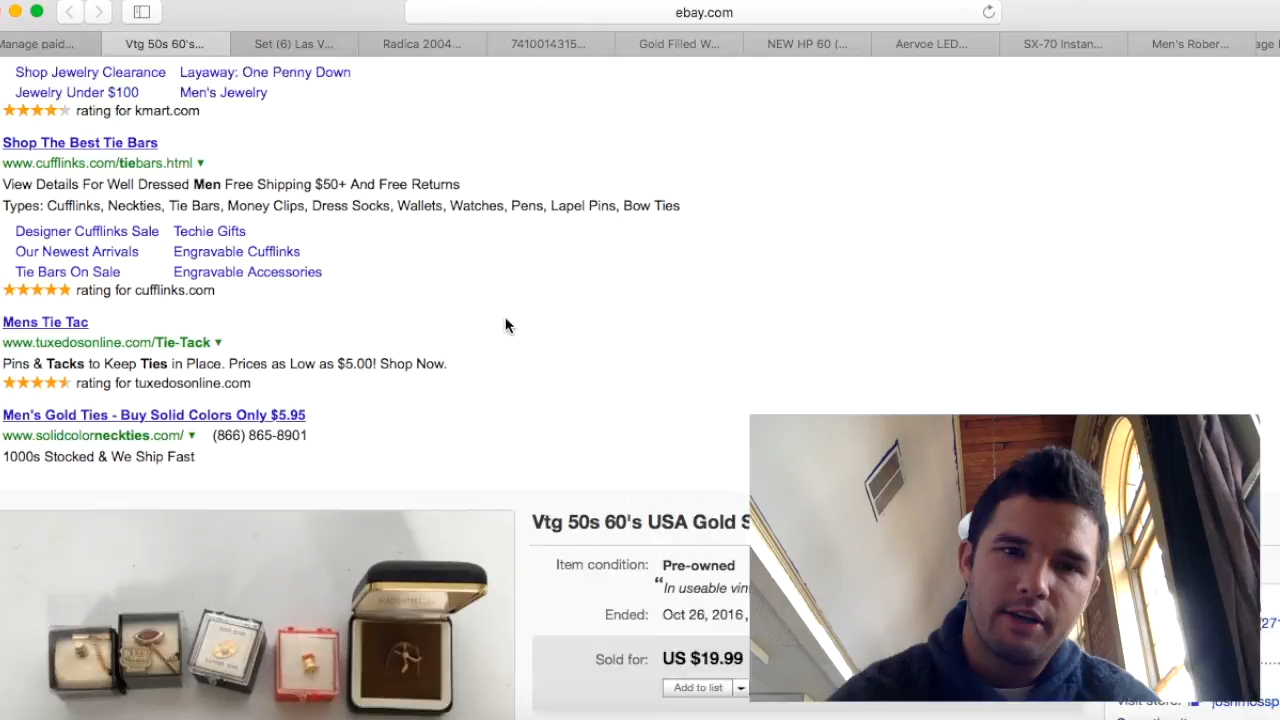 ebay.com
Manage paid...
Vtg 50s 60's...
Set (6) Las V...
Radica 2004...
7410014315...
Gold Filled W...
NEW HP 60 (...
Aervoe LED...
SX-70 Instan...
Men's Rober...
age
Shop Jewelry Clearance Layaway: One Penny Down
Jewelry Under $100 Men's Jewelry
rating for kmart.com
Shop The Best Tie Bars
www.cufflinks.com/tiebars.html
View Details For Well Dressed Men Free Shipping $50+ And Free Returns
Types: Cufflinks, Neckties, Tie Bars, Money Clips, Dress Socks, Wallets, Watches, Pens, Lapel Pins, Bow Ties
Designer Cufflinks Sale Techie Gifts
Our Newest Arrivals Engravable Cufflinks
Tie Bars On Sale Engravable Accessories
rating for cufflinks.com
Mens Tie Tac
www.tuxedosonline.com/Tie-Tack
Pins & Tacks to Keep Ties in Place. Prices as Low as $5.00! Shop Now.
rating for tuxedosonline.com
Men's Gold Ties - Buy Solid Colors Only $5.95
www.solidcolorneckties.com/ (866) 865-8901
1000s Stocked & We Ship Fast
Vtg 50s 60's USA Gold S
Item condition: Pre-owned
“In useable vin
Ended: Oct 26, 2016,
Sold for: US $19.99
Add to list
(27
Visit store: joshmossp